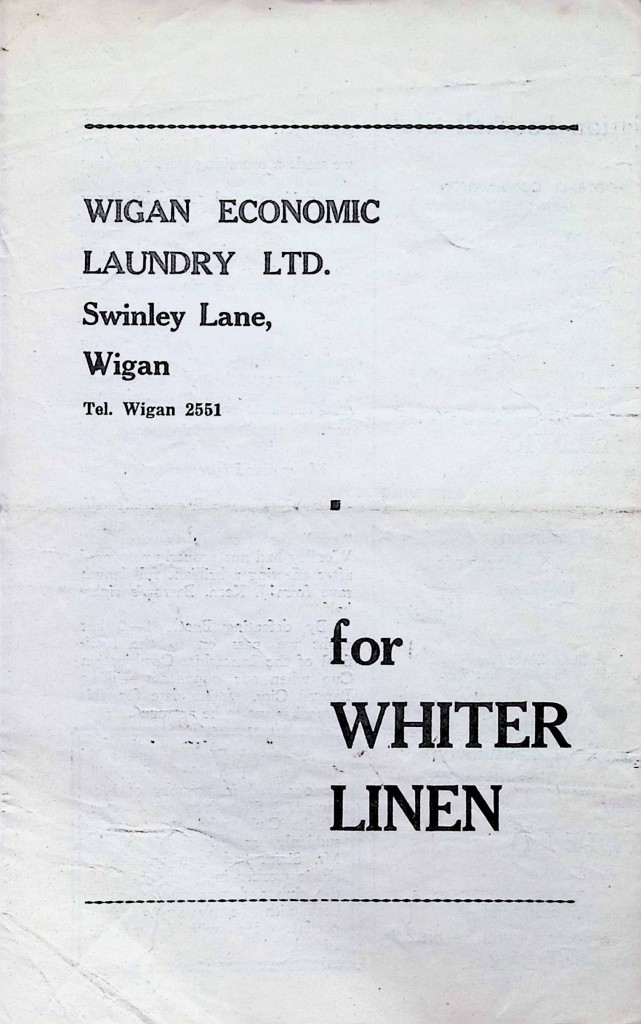 WIGAN ECONOMIC
LAUNDRY LTD.
Swinley Lane,
Wigan
Tel. Wigan 2551
for
WHITER
LINEN